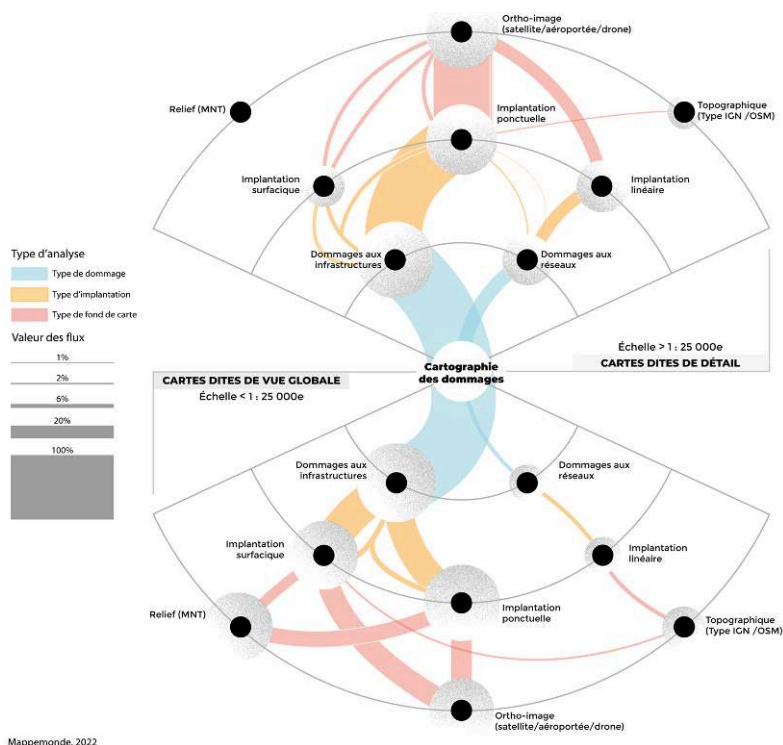 Ortho-image
(satellite/aéroportée/drone)
Relief (MNT)
Implantation
ponctuelle
Topographique
(Type IGN /OSM)
Implantation
surfacique
Implantation
linéaire
Dommages aux
infrastructures
Dommages aux
réseaux
Type d'analyse
Type de dommage
Type d'implantation
Type de fond de carte
Valeur des flux
1%
2%
6%
20%
100%
Échelle > 1 : 25 000e
CARTES DITES DE DÉTAIL
Cartographie
des dommages
CARTES DITES DE VUE GLOBALE
Échelle < 1 : 25 000e
Dommages aux
infrastructures
Dommages aux
réseaux
Implantation
surfacique
Implantation
linéaire
Relief (MNT)
Implantation
ponctuelle
Topographique
(Type IGN /OSM)
Ortho-image
(satellite/aéroportée/drone)
Mappemonde, 2022